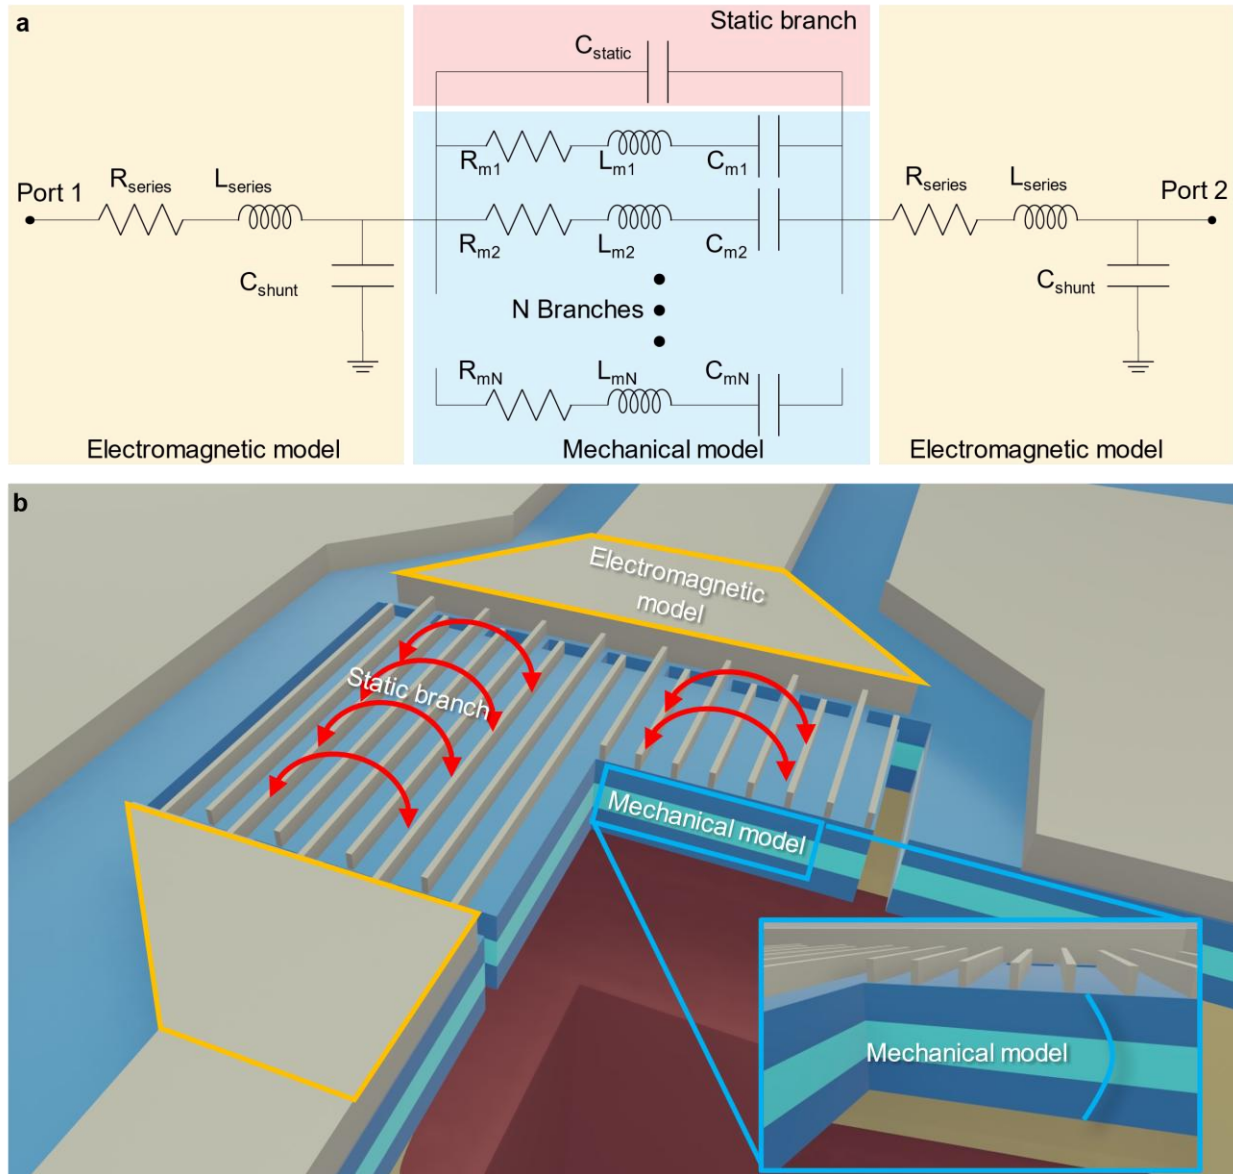 a
Static branch
C_static
R_m1 L_m1 C_m1
Port 1 R_series L_series
R_series L_series Port 2
R_m2 L_m2 C_m2
C_shunt
C_shunt
N Branches
R_mN L_mN C_mN
Electromagnetic model
Mechanical model
Electromagnetic model
b
Electromagnetic
model
Static branch
Mechanical model
Mechanical model